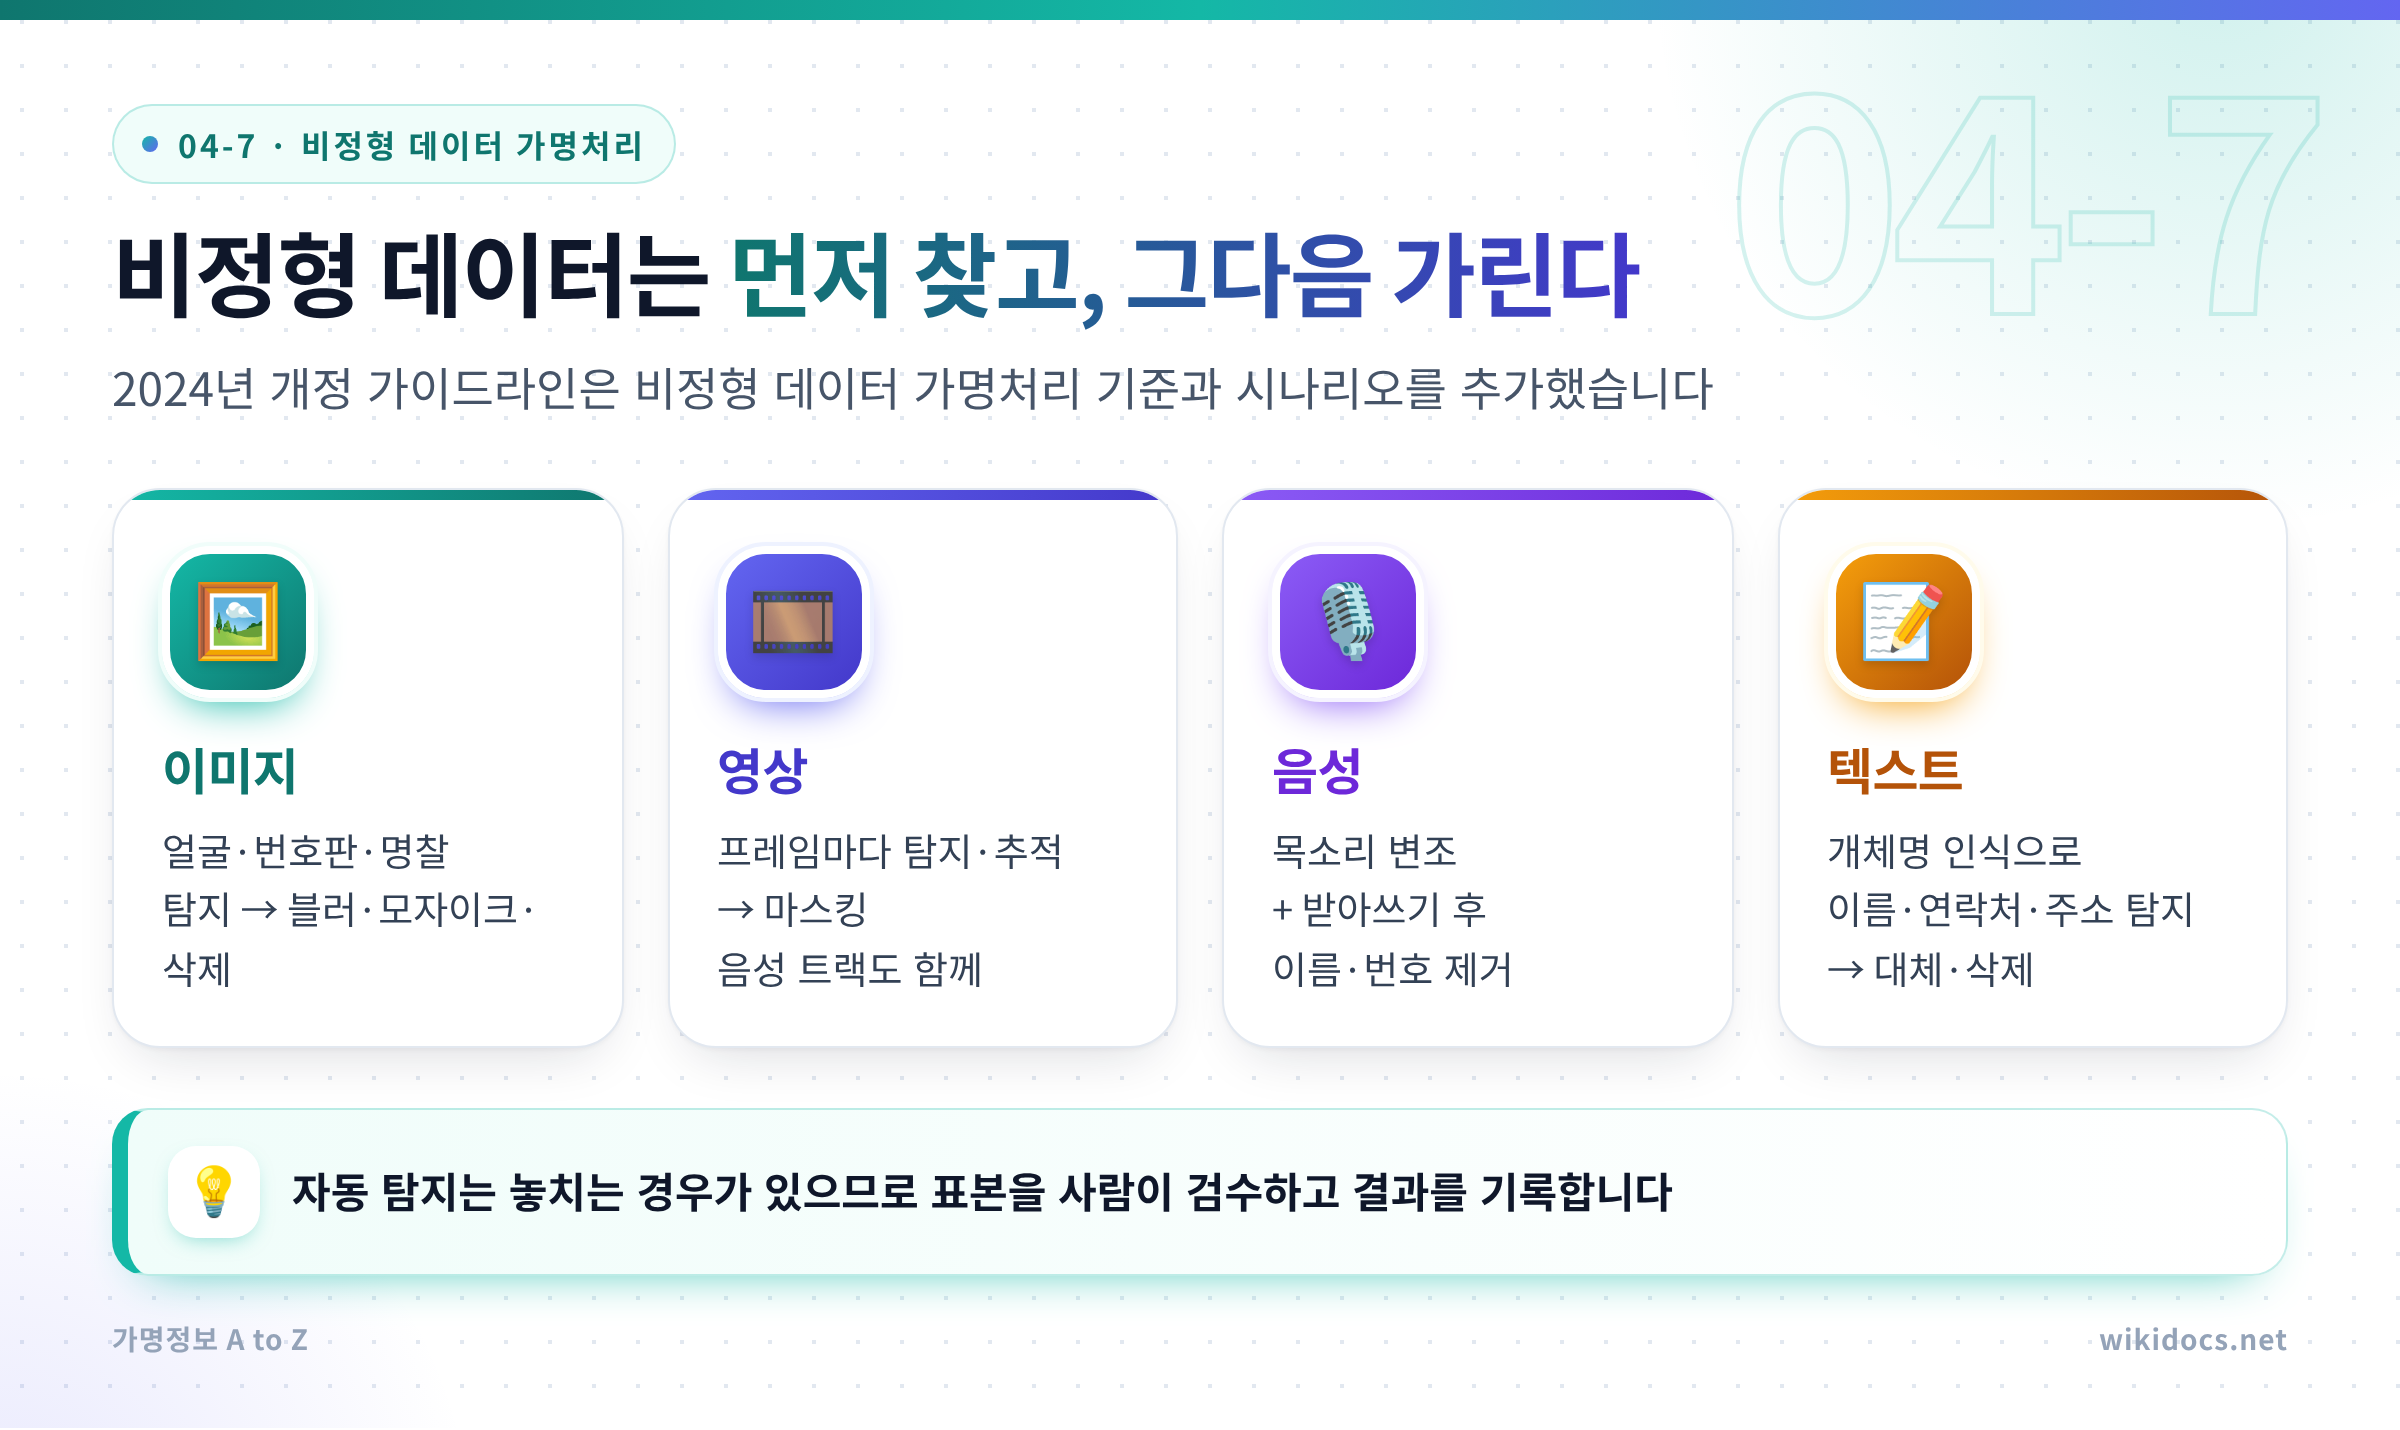 04-7 · 비정형 데이터 가명처리
04-7
비정형 데이터는 먼저 찾고, 그다음 가린다
2024년 개정 가이드라인은 비정형 데이터 가명처리 기준과 시나리오를 추가했습니다
이미지
얼굴·번호판·명찰
탐지 → 블러·모자이크·
삭제
영상
프레임마다 탐지·추적
→ 마스킹
음성 트랙도 함께
음성
목소리 변조
+ 받아쓰기 후
이름·번호 제거
텍스트
개체명 인식으로
이름·연락처·주소 탐지
→ 대체·삭제
자동 탐지는 놓치는 경우가 있으므로 표본을 사람이 검수하고 결과를 기록합니다
가명정보 A to Z
wikidocs.net